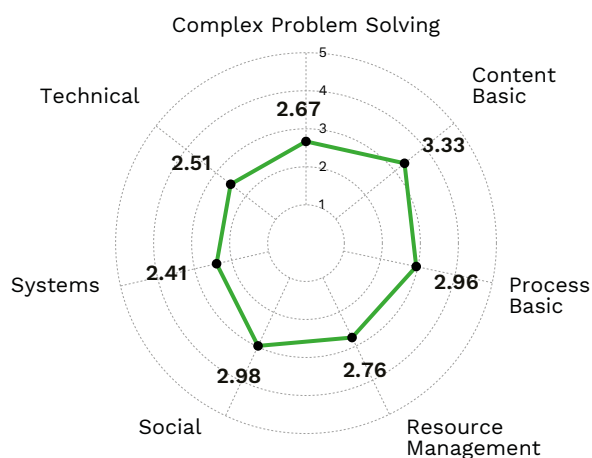 Complex Problem Solving
5
Content
Basic
Technical
4
2.67
3
3.33
2.51
2
1
2.41
2.96
Systems
Process
Basic
2.98
2.76
Social
Resource
Management